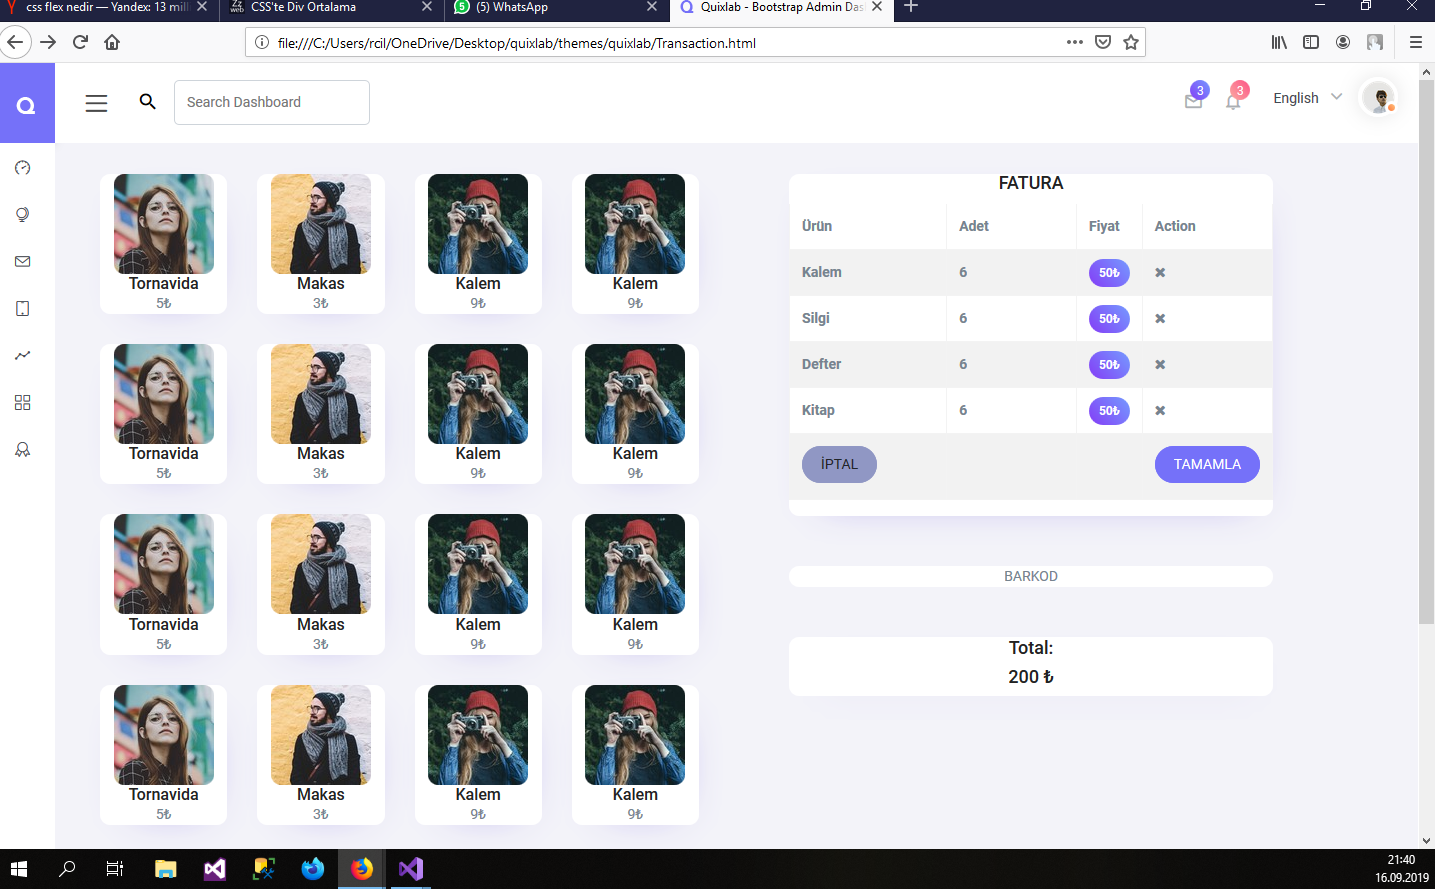 css flex nedir — Yandex: 13 mili
CSS'te Div Ortalama
(5) WhatsApp
Quixlab - Bootstrap Admin Das
file:///C:/Users/rcil/OneDrive/Desktop/quixlab/themes/quixlab/Transaction.html
Search Dashboard
3
3
English
Tornavida
5₺
Makas
3₺
Kalem
9₺
Kalem
9₺
Tornavida
5₺
Makas
3₺
Kalem
9₺
Kalem
9₺
Tornavida
5₺
Makas
3₺
Kalem
9₺
Kalem
9₺
Tornavida
5₺
Makas
3₺
Kalem
9₺
Kalem
9₺
FATURA
Ürün Adet Fiyat Action
Kalem 6 50₺
Silgi 6 50₺
Defter 6 50₺
Kitap 6 50₺
İPTAL TAMAMLA
BARKOD
Total:
200 ₺
21:40
16.09.2019